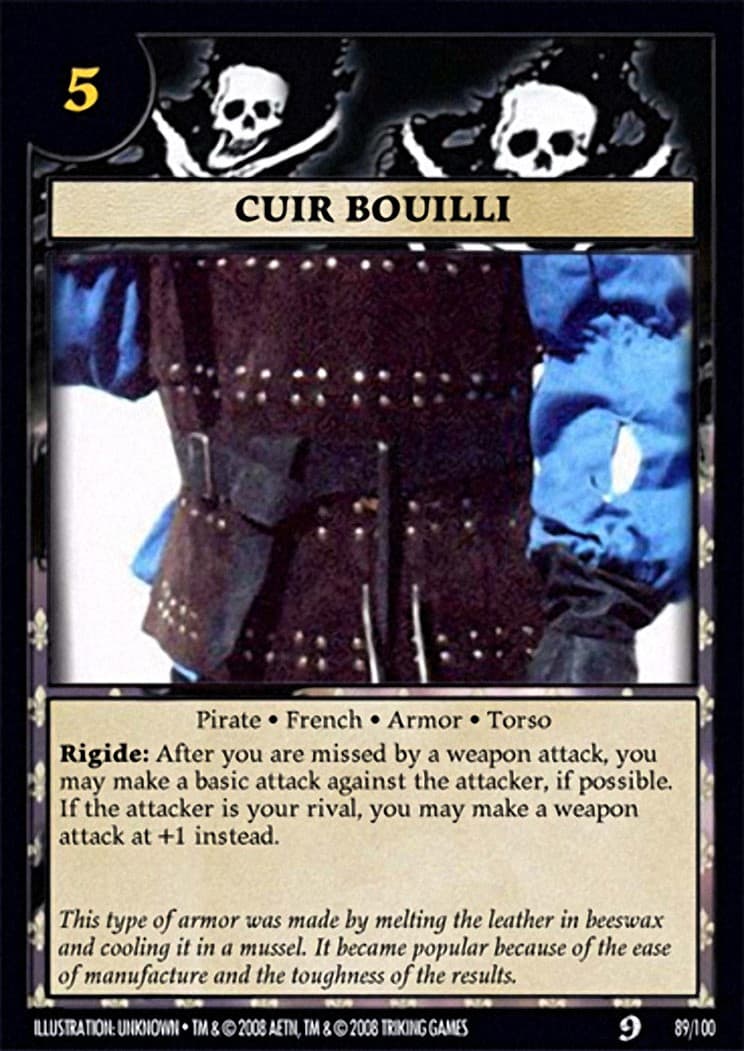 5
CUIR BOUILLI
Pirate • French • Armor • Torso
Rigide: After you are missed by a weapon attack, you
may make a basic attack against the attacker, if possible.
If the attacker is your rival, you may make a weapon
attack at +1 instead.
This type of armor was made by melting the leather in beeswax
and cooling it in a mussel. It became popular because of the ease
of manufacture and the toughness of the results.
ILLUSTRATION: UNKNOWN • TM & © 2008 AETN, TM & © 2008 TRIKING GAMES 9 89/100